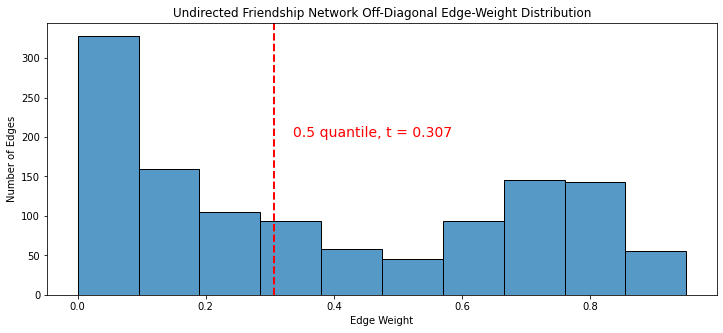 Undirected Friendship Network Off-Diagonal Edge-Weight Distribution
Number of Edges
300
250
200
150
100
50
0
0.5 quantile, t = 0.307
0.0 0.2 0.4 0.6 0.8
Edge Weight